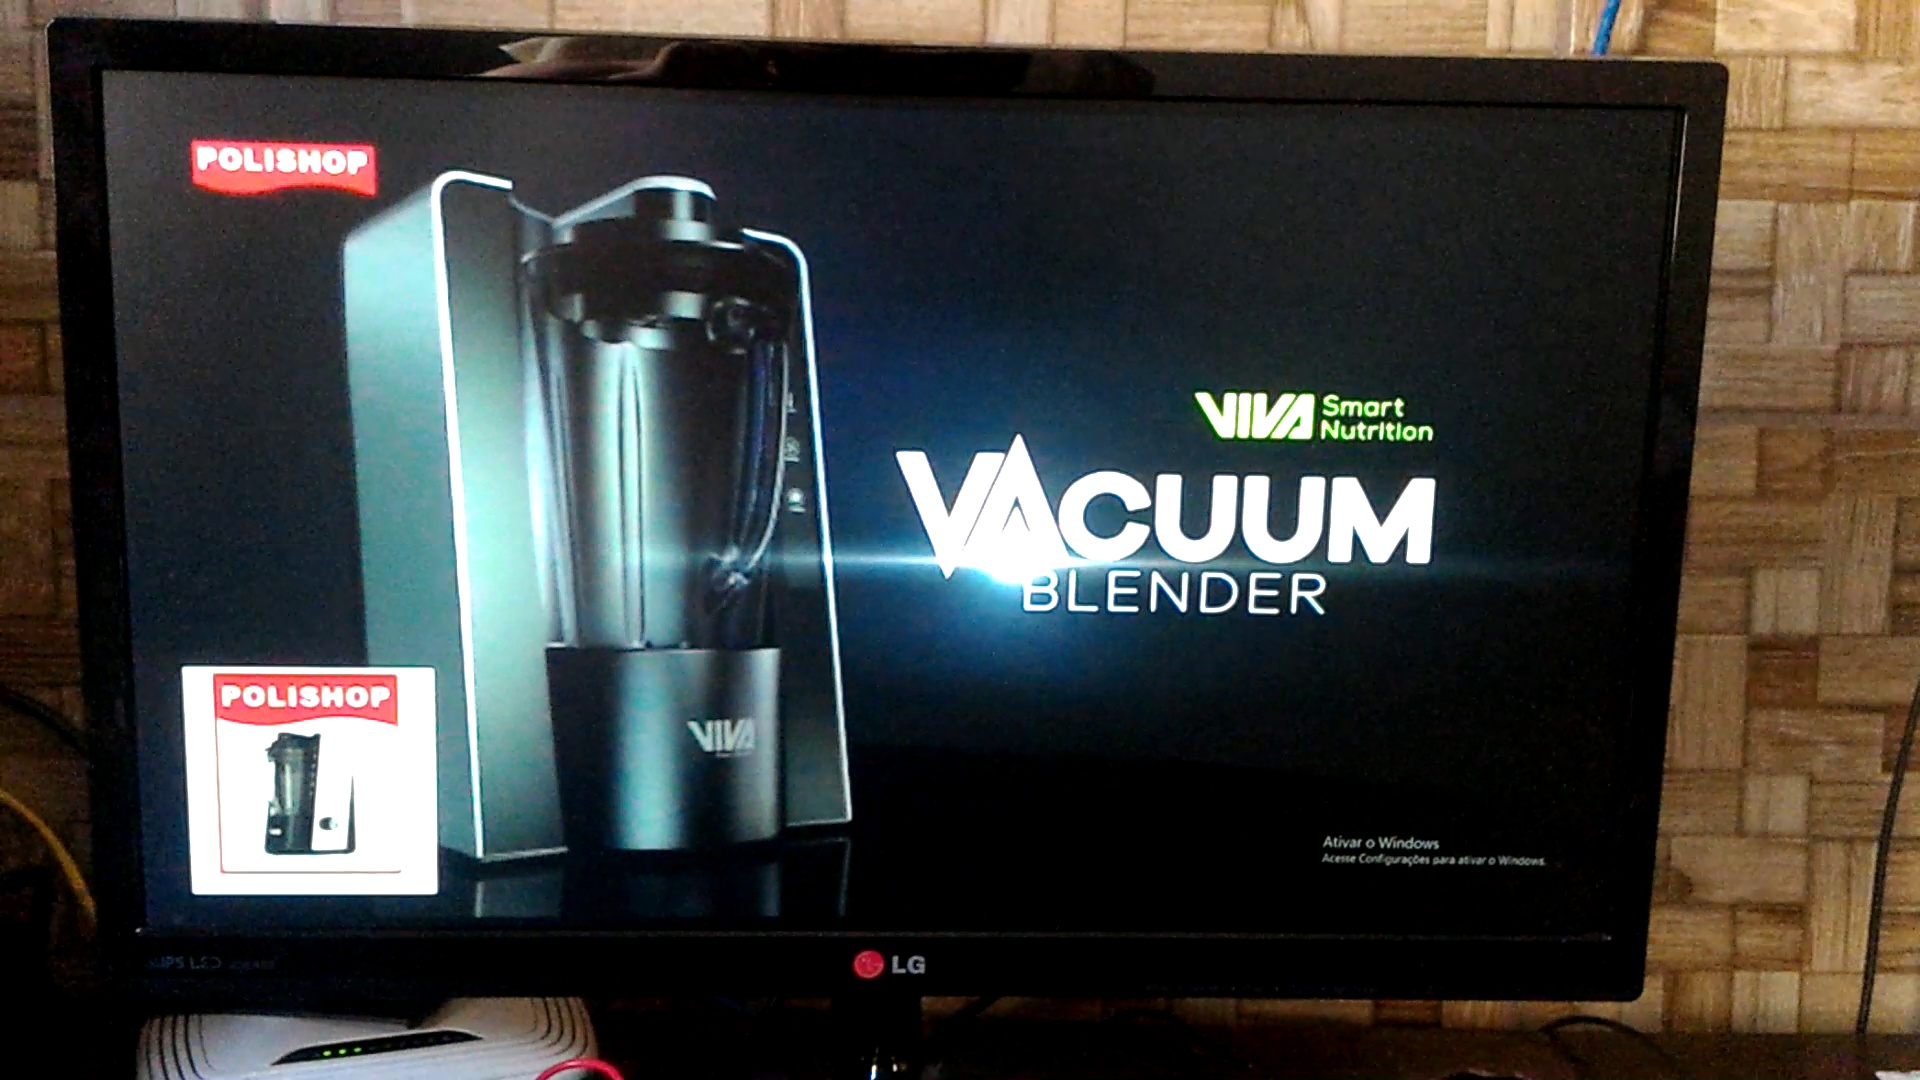 POLISHOP
VIVA Smart
Nutrition
VACUUM
BLENDER
VIVA
POLISHOP
Ativar o Windows
Acesse Configurações para ativar o Windows.
LG